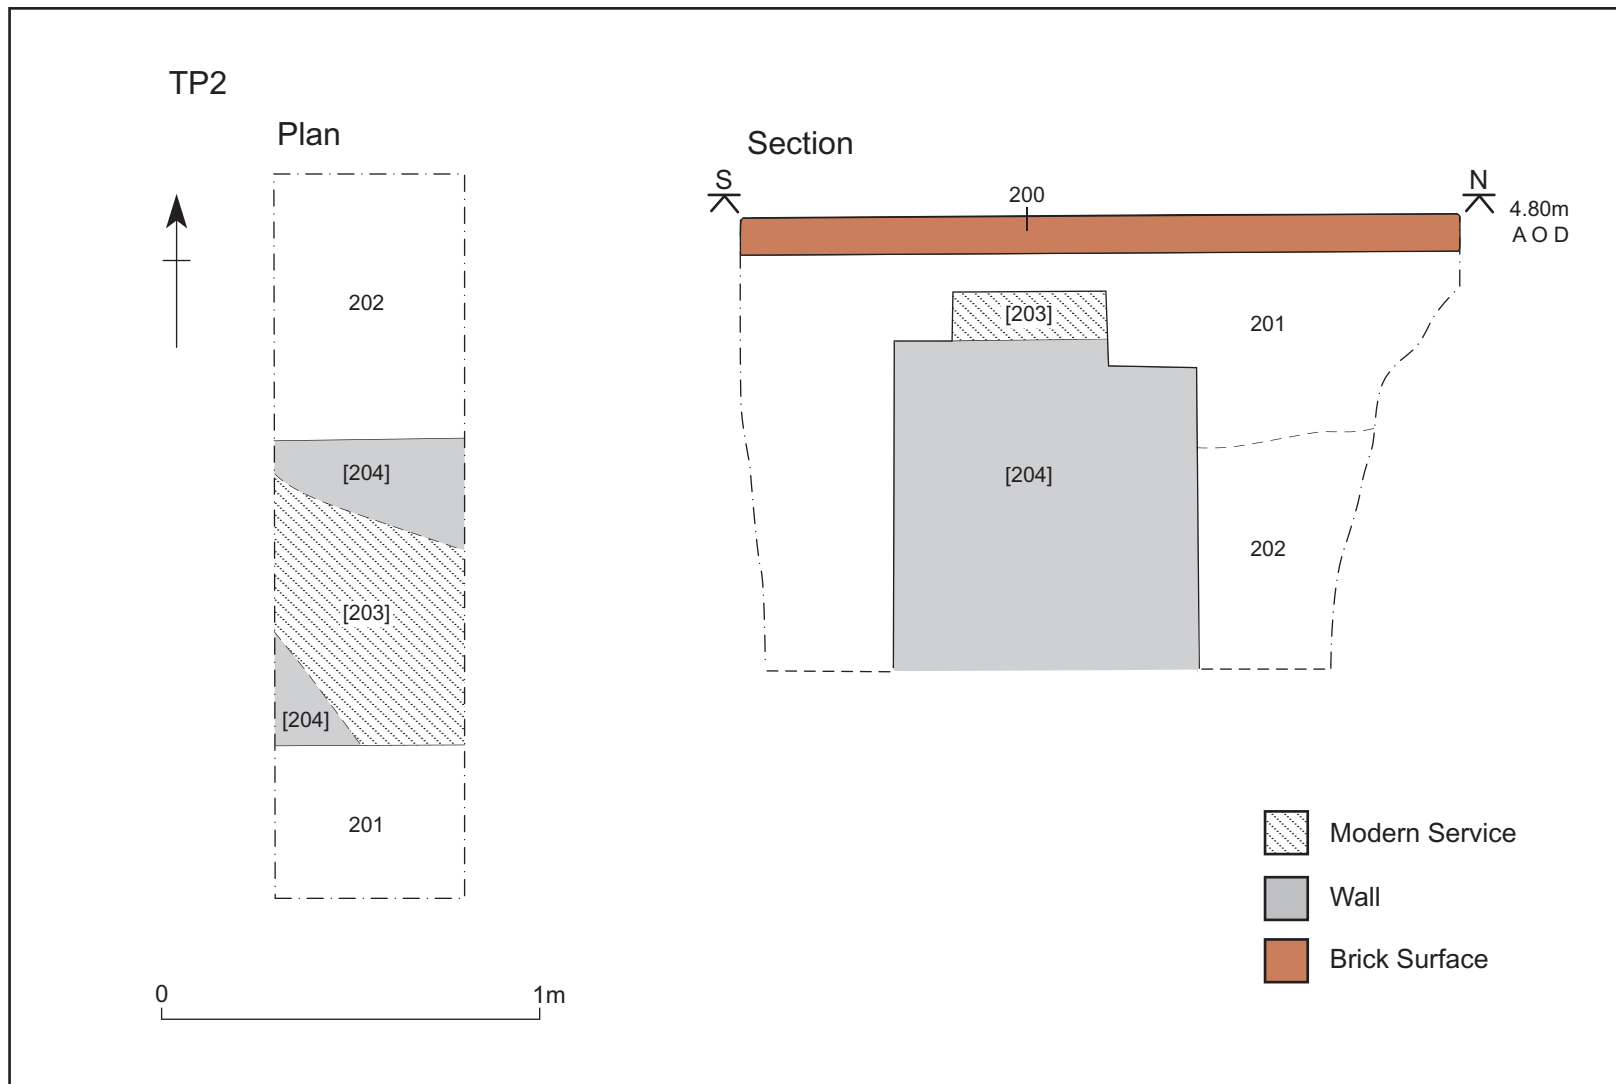 TP2
Plan
202
[204]
[203]
[204]
201
0
1m
Section
S
200
N
4.80m
A O D
[203]
201
[204]
202
Modern Service
Wall
Brick Surface